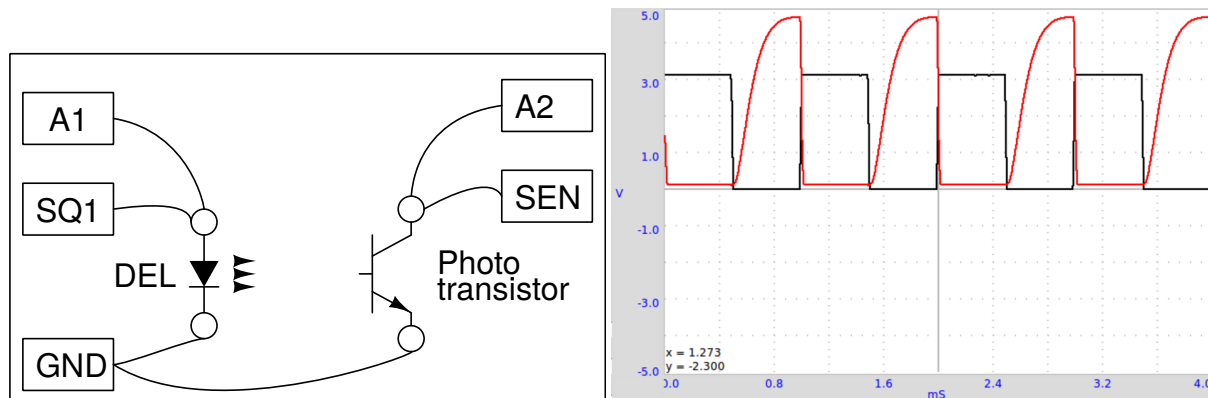 A1
A2
SQ1
SEN
DEL
Photo
transistor
GND
5.0
3.0
1.0
V
-1.0
-3.0
-5.0
x = 1.273
y = -2.300
0.0
0.8
1.6
2.4
3.2
4.0
mS